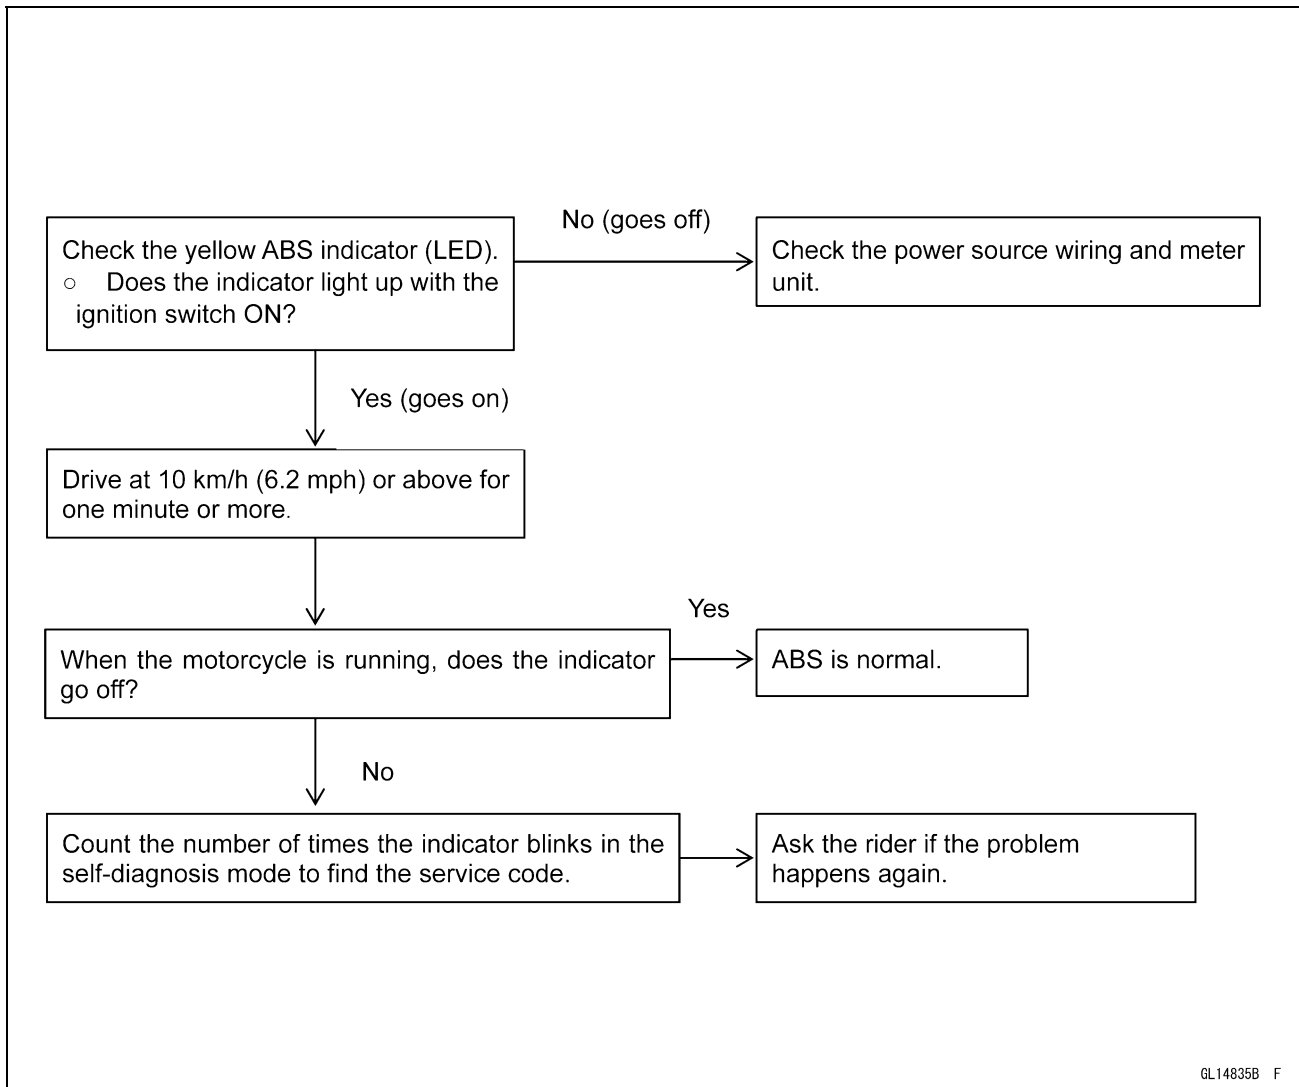 No (goes off)
Check the yellow ABS indicator (LED).
○ Does the indicator light up with the
ignition switch ON?
Check the power source wiring and meter
unit.
Yes (goes on)
Drive at 10 km/h (6.2 mph) or above for
one minute or more.
Yes
When the motorcycle is running, does the indicator
go off?
ABS is normal.
No
Count the number of times the indicator blinks in the
self-diagnosis mode to find the service code.
Ask the rider if the problem
happens again.
GL14835B F